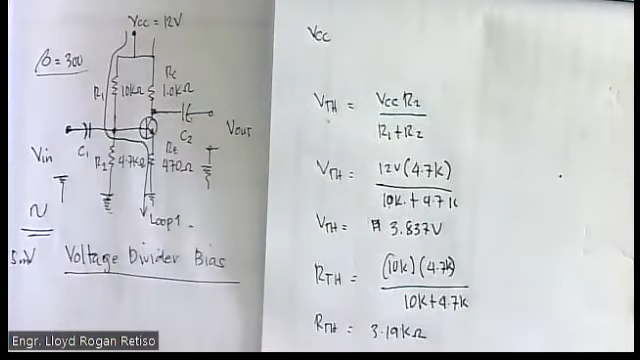 Vcc = 12V
β = 300
Rc
1.0kΩ
R1
10kΩ
C2
Vout
Vin
C1
R2
4.7kΩ
RE
470Ω
Loop1
5mV
Voltage Divider Bias
Vcc
VTH = Vcc R2
R1 + R2
VTH = 12V (4.7k)
10k + 4.7k
VTH = 3.837V
RTH = (10k)(4.7k)
10k + 4.7k
RTH = 3.19kΩ
Engr. Lloyd Rogan Retiso